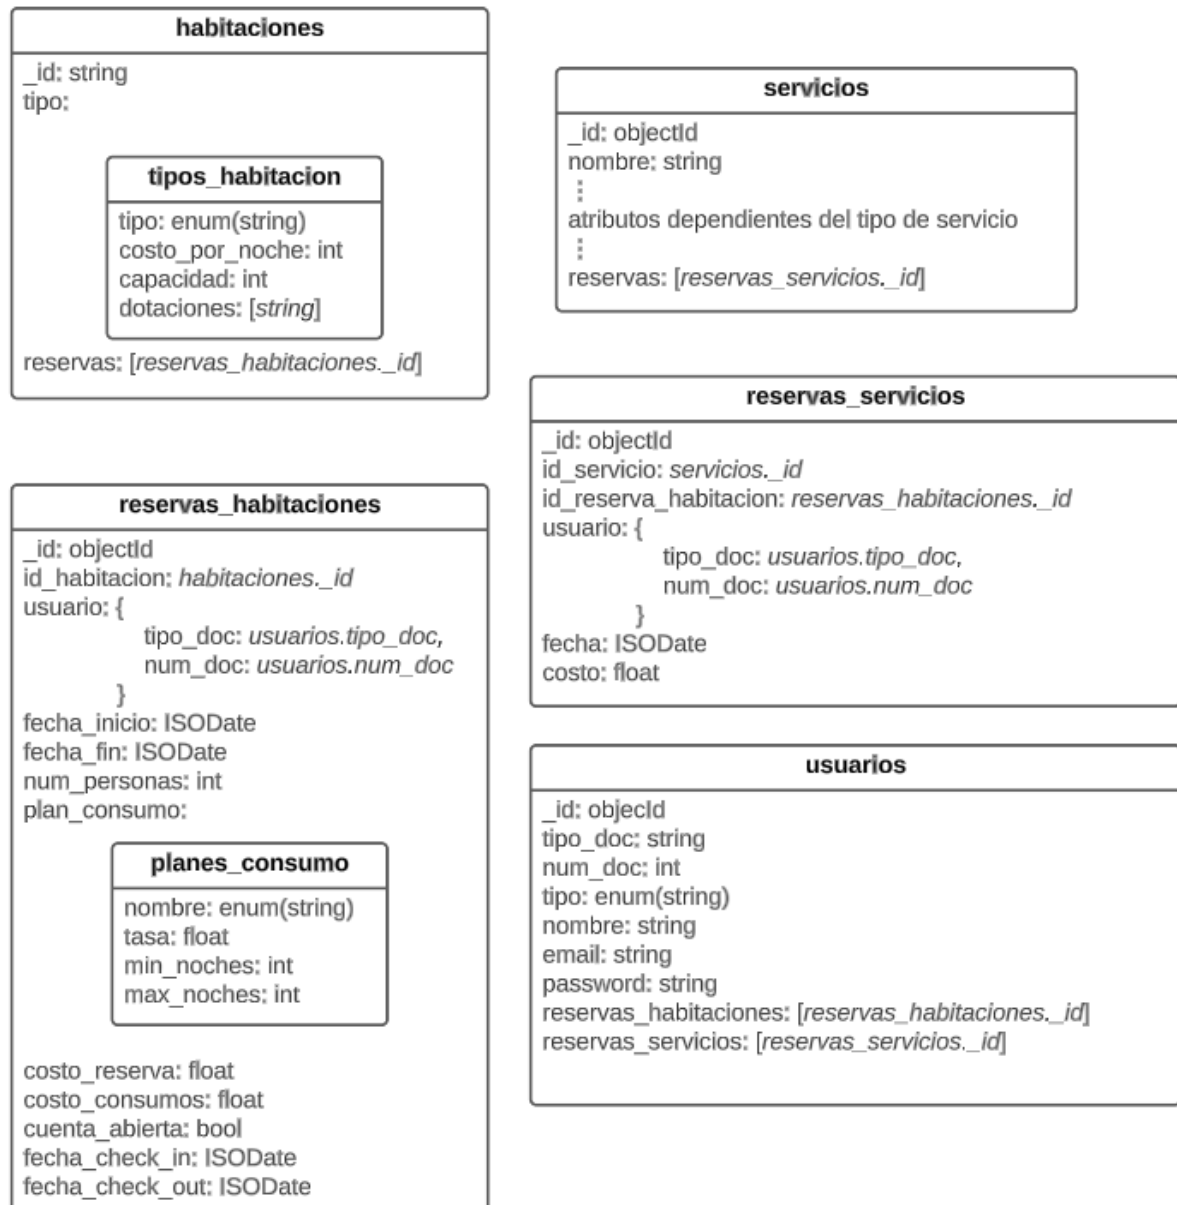 habitaciones
_id: string
tipo:
tipos_habitacion
tipo: enum(string)
costo_por_noche: int
capacidad: int
dotaciones: [string]
reservas: [reservas_habitaciones._id]
servicios
_id: objectId
nombre: string
atributos dependientes del tipo de servicio
reservas: [reservas_servicios._id]
reservas_habitaciones
_id: objectId
id_habitacion: habitaciones._id
usuario: {
tipo_doc: usuarios.tipo_doc,
num_doc: usuarios.num_doc
}
fecha_inicio: ISODate
fecha_fin: ISODate
num_personas: int
plan_consumo:
planes_consumo
nombre: enum(string)
tasa: float
min_noches: int
max_noches: int
costo_reserva: float
costo_consumos: float
cuenta_abierta: bool
fecha_check_in: ISODate
fecha_check_out: ISODate
reservas_servicios
_id: objectId
id_servicio: servicios._id
id_reserva_habitacion: reservas_habitaciones._id
usuario: {
tipo_doc: usuarios.tipo_doc,
num_doc: usuarios.num_doc
}
fecha: ISODate
costo: float
usuarios
_id: objecId
tipo_doc: string
num_doc: int
tipo: enum(string)
nombre: string
email: string
password: string
reservas_habitaciones: [reservas_habitaciones._id]
reservas_servicios: [reservas_servicios._id]